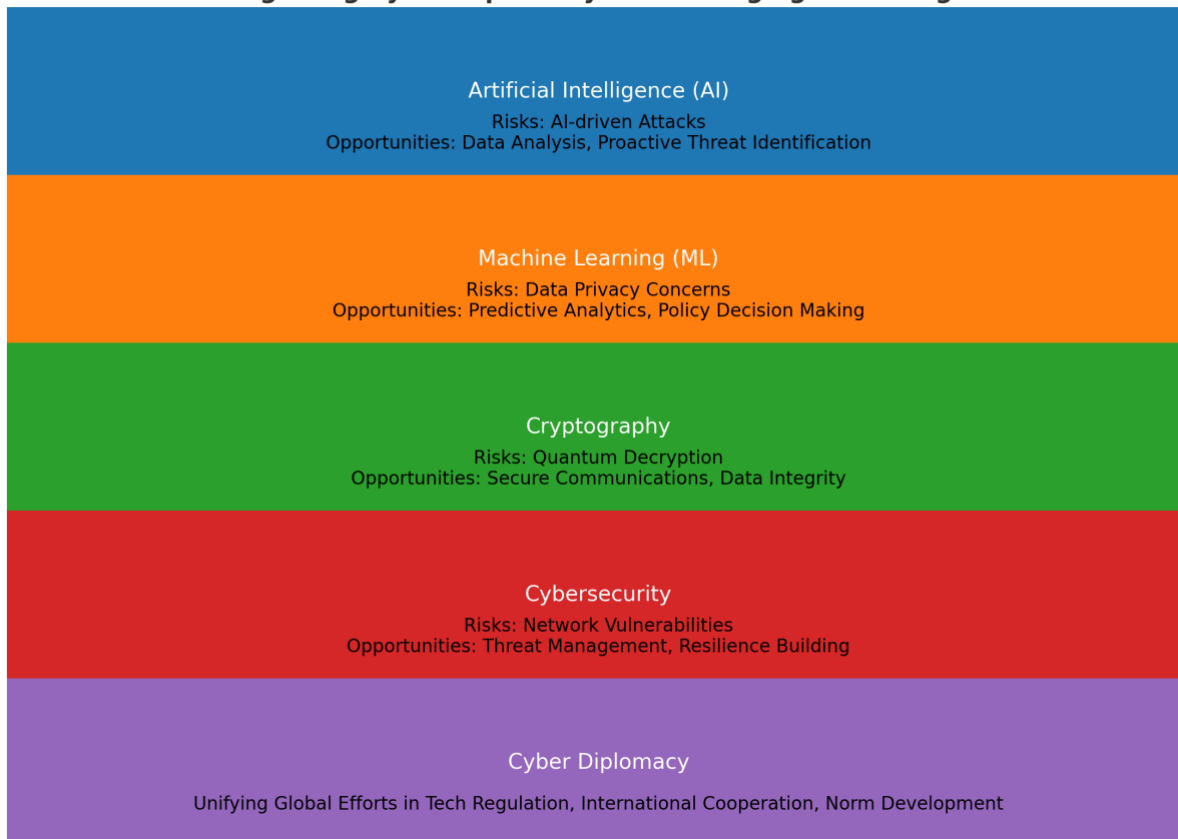 Artificial Intelligence (AI)
Risks: AI-driven Attacks
Opportunities: Data Analysis, Proactive Threat Identification
Machine Learning (ML)
Risks: Data Privacy Concerns
Opportunities: Predictive Analytics, Policy Decision Making
Cryptography
Risks: Quantum Decryption
Opportunities: Secure Communications, Data Integrity
Cybersecurity
Risks: Network Vulnerabilities
Opportunities: Threat Management, Resilience Building
Cyber Diplomacy
Unifying Global Efforts in Tech Regulation, International Cooperation, Norm Development